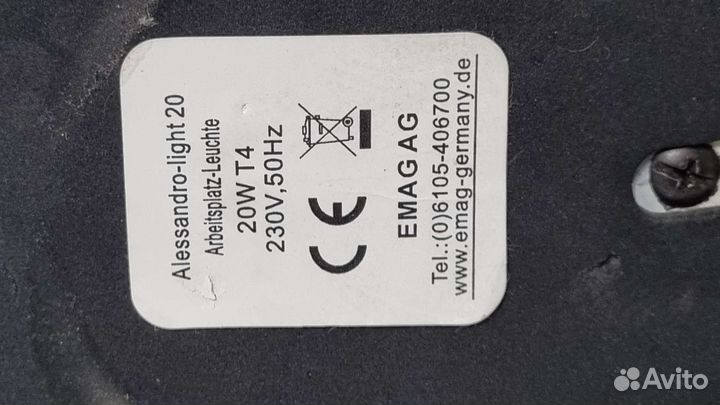 Alessandro-light 20
Arbeitsplatz-Leuchte
20W T4
230V,50Hz
CE
EMAG AG
Tel.:(0)6105-406700
www.emag-germany.de
Avito